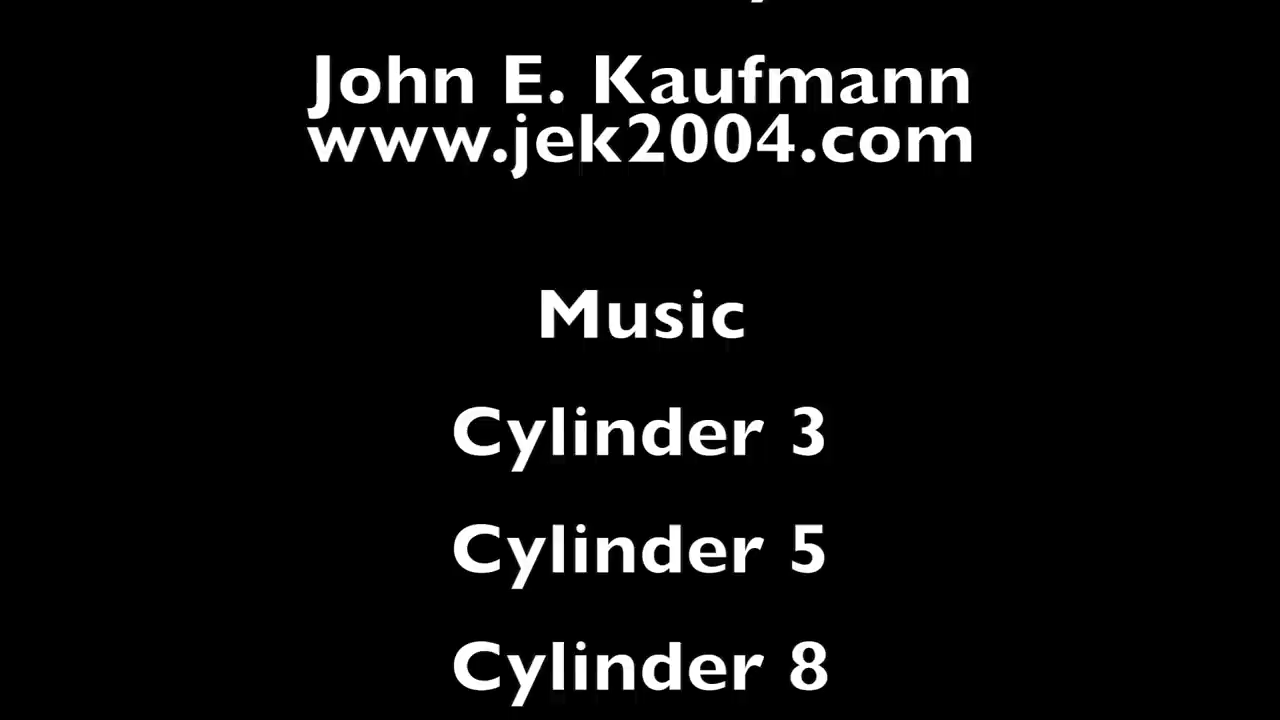 John E. Kaufmann
www.jek2004.com
Music
Cylinder 3
Cylinder 5
Cylinder 8